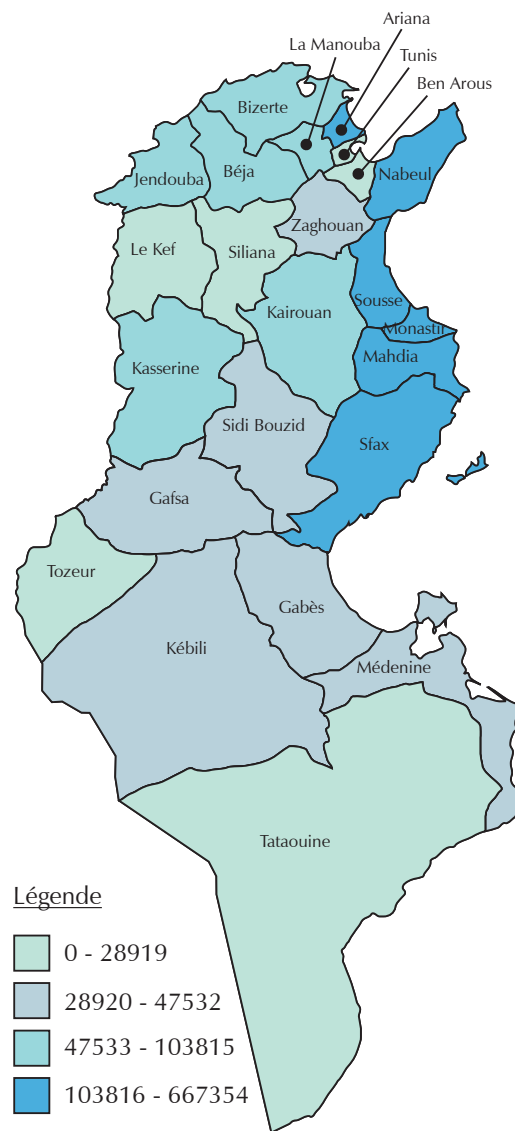 Ariana
La Manouba
Tunis
Ben Arous
Bizerte
Jendouba
Béja
Nabeul
Zaghouan
Le Kef
Siliana
Sousse
Kairouan
Monastir
Mahdia
Kasserine
Sidi Bouzid
Sfax
Gafsa
Tozeur
Gabès
Kébili
Médenine
Tataouine
Légende
0 - 28919
28920 - 47532
47533 - 103815
103816 - 667354